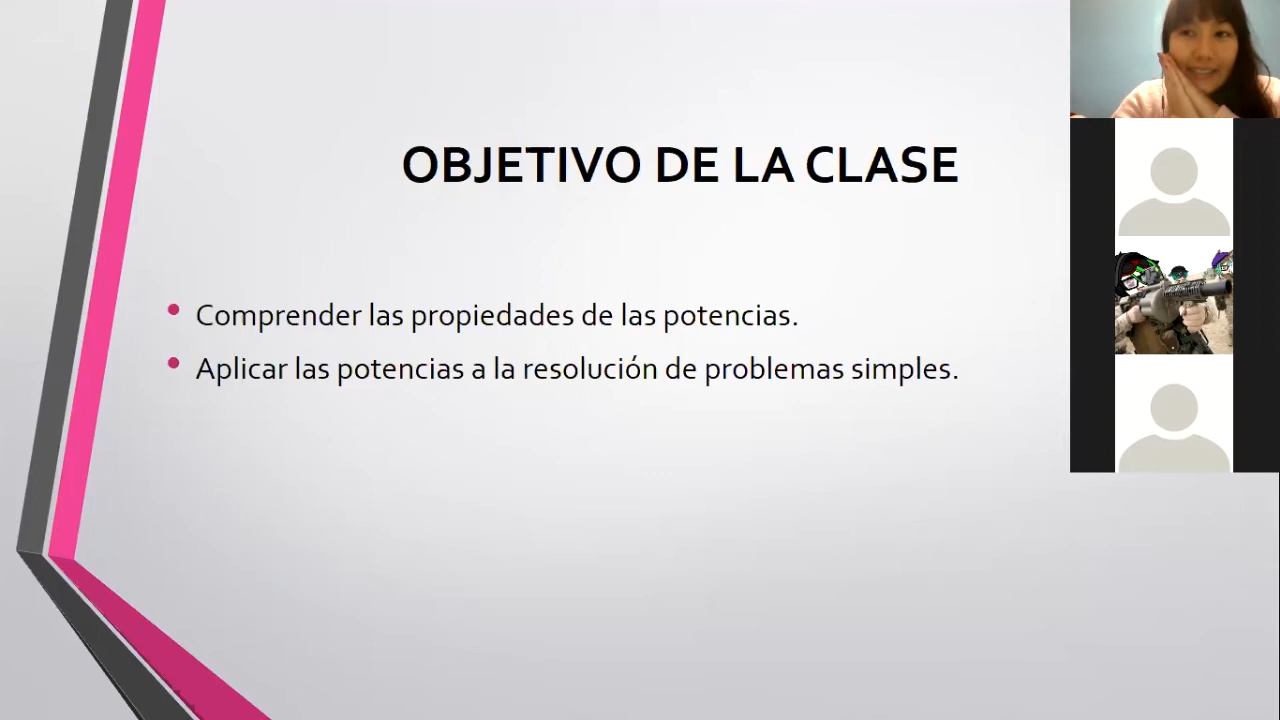 OBJETIVO DE LA CLASE
Comprender las propiedades de las potencias.
Aplicar las potencias a la resolución de problemas simples.